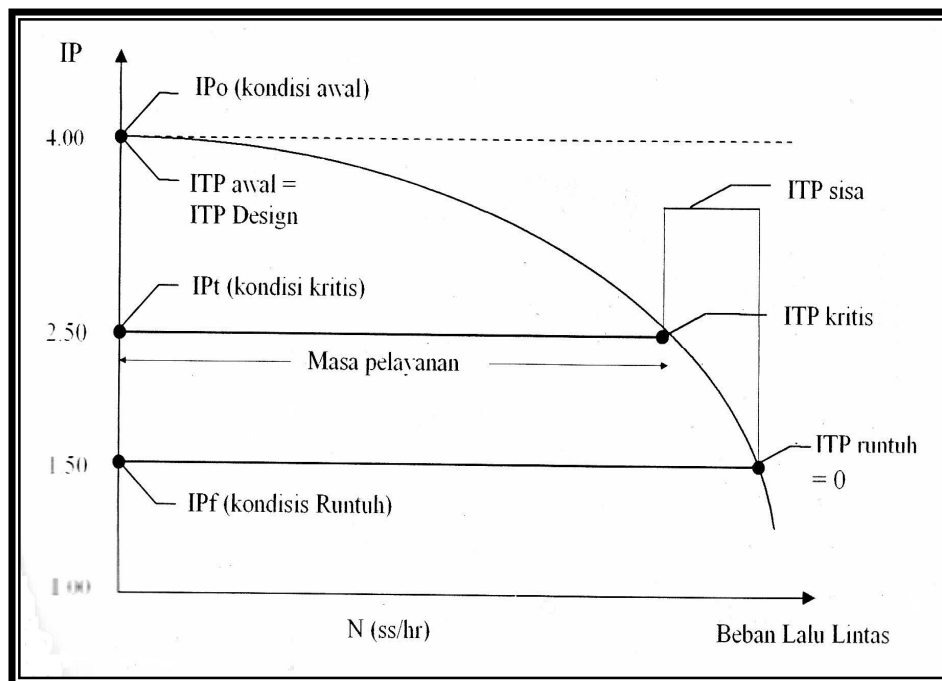 IP
IPo (kondisi awal)
4.00
ITP awal =
ITP Design
ITP sisa
IPt (kondisi kritis)
2.50
ITP kritis
Masa pelayanan
1.50
ITP runtuh
= 0
IPf (kondisis Runtuh)
1.00
N (ss/hr)
Beban Lalu Lintas